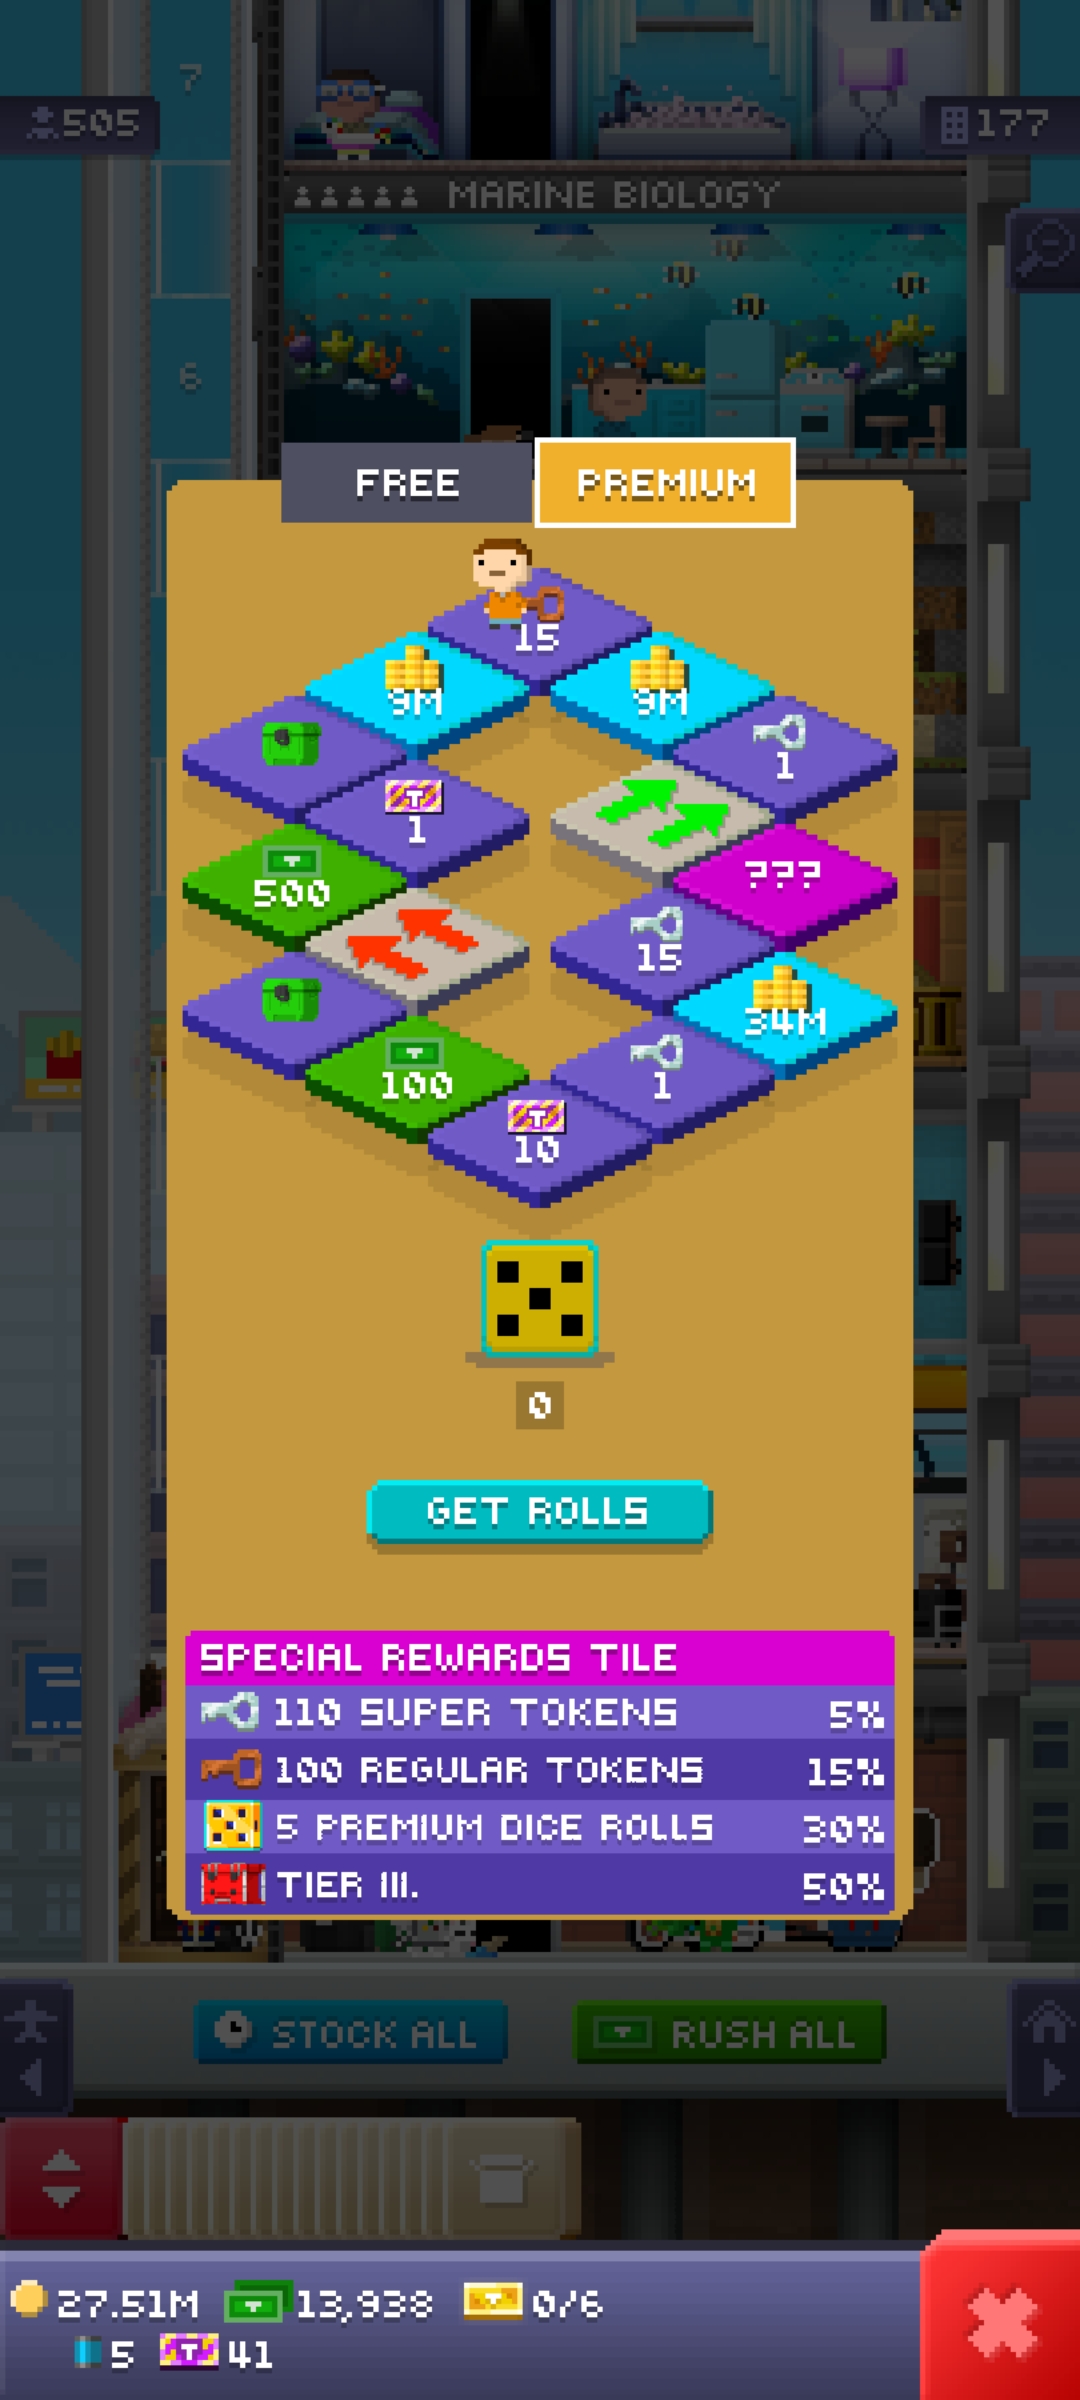 7
505
177
MARINE BIOLOGY
6
FREE
PREMIUM
15
9M
9M
1
1
???
500
15
34M
100
1
10
0
GET ROLLS
SPECIAL REWARDS TILE
110 SUPER TOKENS 5%
100 REGULAR TOKENS 15%
5 PREMIUM DICE ROLLS 30%
TIER III. 50%
STOCK ALL
RUSH ALL
27.51M 13,938 0/6
5 41